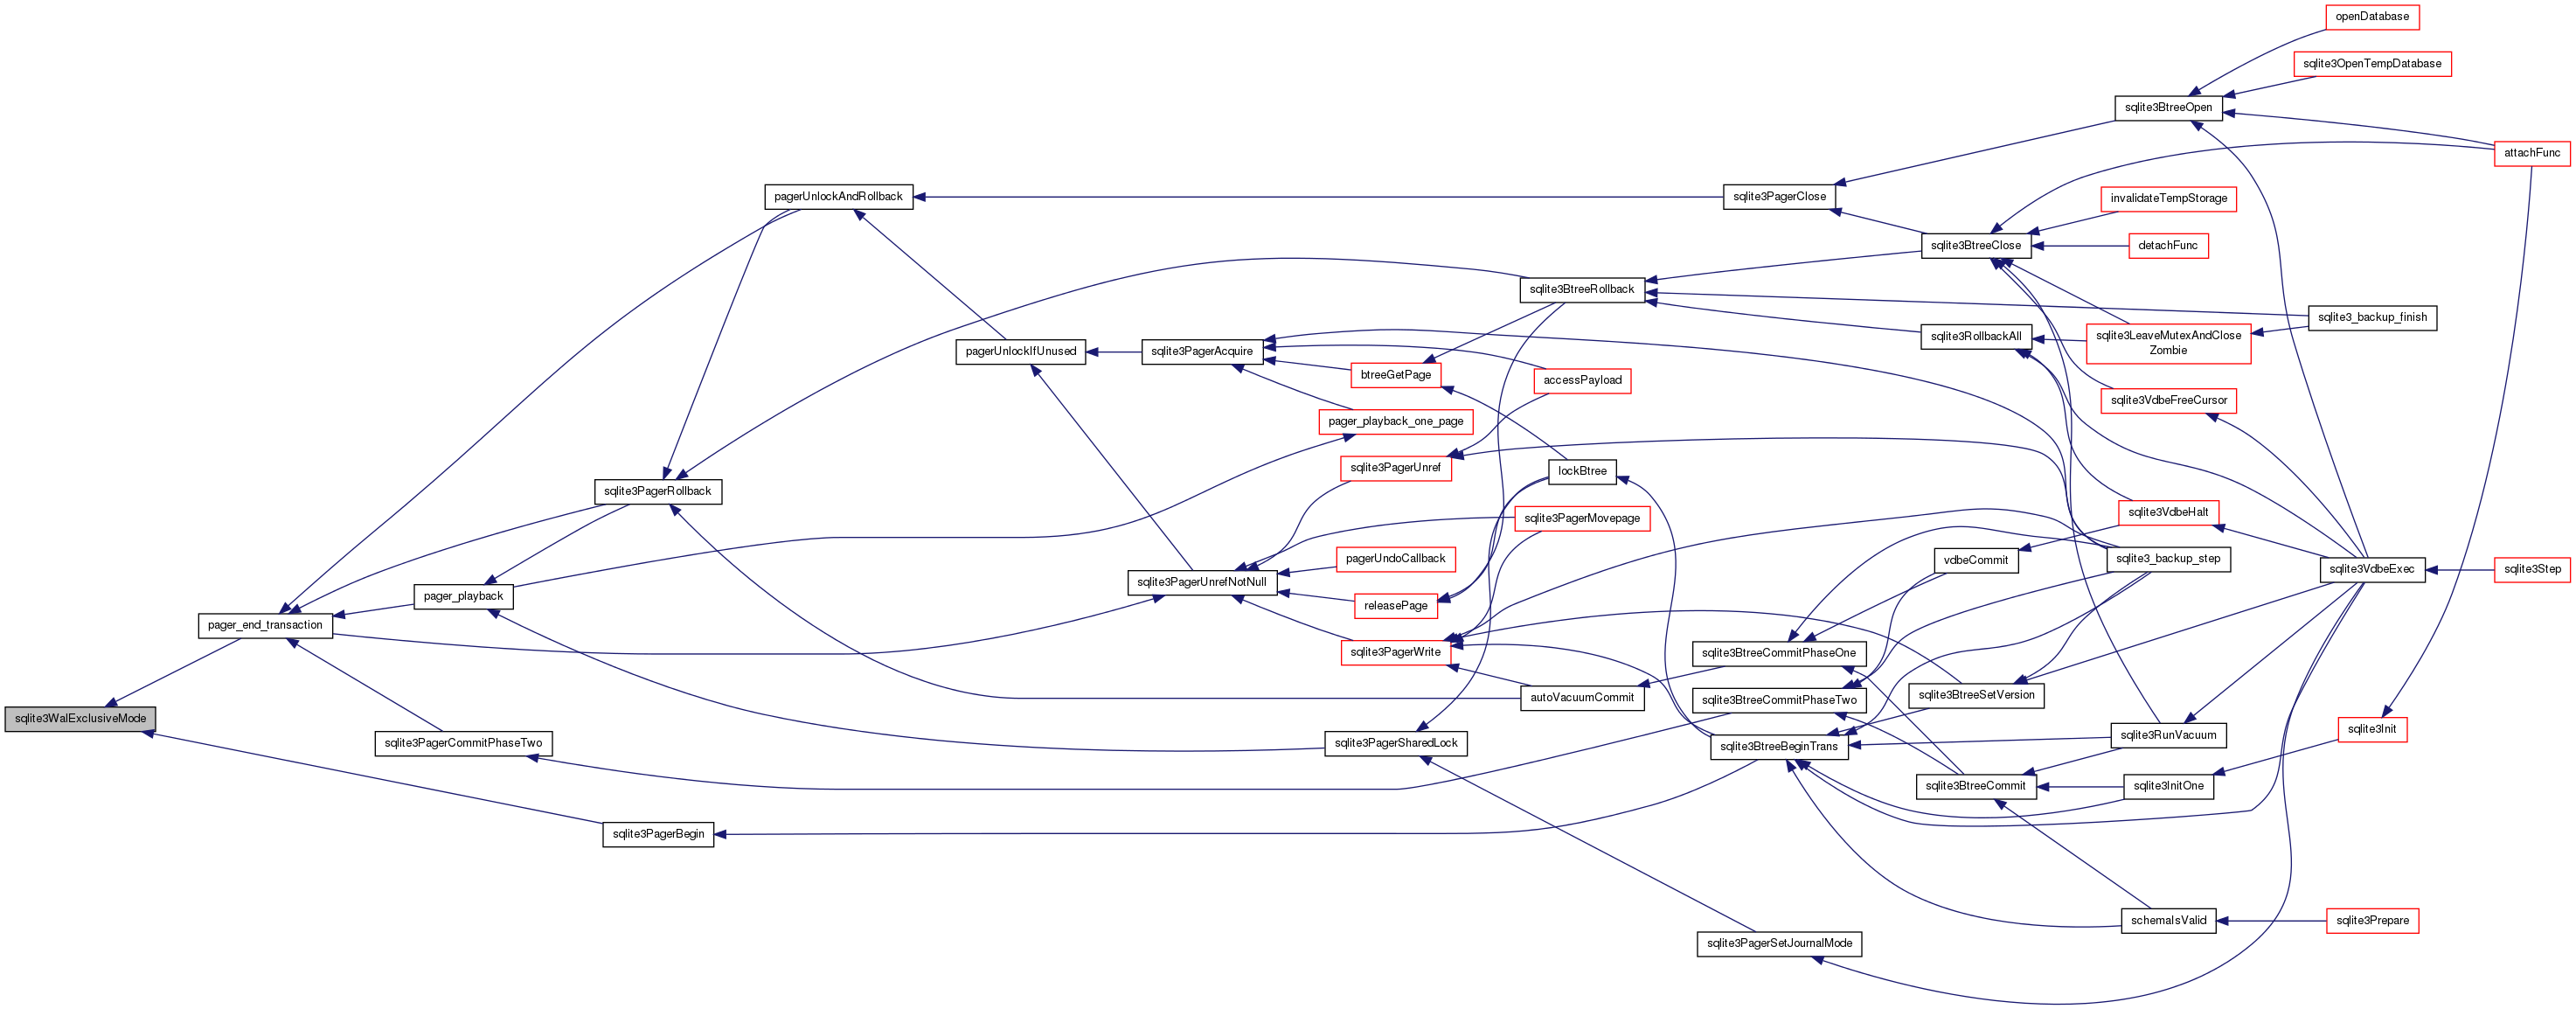 openDatabase
sqlite3OpenTempDatabase
sqlite3BtreeOpen
attachFunc
pagerUnlockAndRollback
sqlite3PagerClose
invalidateTempStorage
sqlite3BtreeClose
detachFunc
sqlite3BtreeRollback
sqlite3_backup_finish
sqlite3RollbackAll
sqlite3LeaveMutexAndClose
Zombie
pagerUnlockIfUnused
sqlite3PagerAcquire
btreeGetPage
accessPayload
sqlite3VdbeFreeCursor
pager_playback_one_page
sqlite3PagerUnref
lockBtree
sqlite3PagerRollback
sqlite3PagerMovepage
sqlite3VdbeHalt
pagerUndoCallback
vdbeCommit
sqlite3_backup_step
sqlite3VdbeExec
sqlite3Step
sqlite3PagerUnrefNotNull
pager_playback
releasePage
pager_end_transaction
sqlite3PagerWrite
sqlite3BtreeCommitPhaseOne
sqlite3BtreeSetVersion
sqlite3BtreeCommitPhaseTwo
autoVacuumCommit
sqlite3WalExclusiveMode
sqlite3PagerCommitPhaseTwo
sqlite3PagerSharedLock
sqlite3BtreeBeginTrans
sqlite3RunVacuum
sqlite3Init
sqlite3BtreeCommit
sqlite3InitOne
sqlite3PagerBegin
schemaIsValid
sqlite3Prepare
sqlite3PagerSetJournalMode